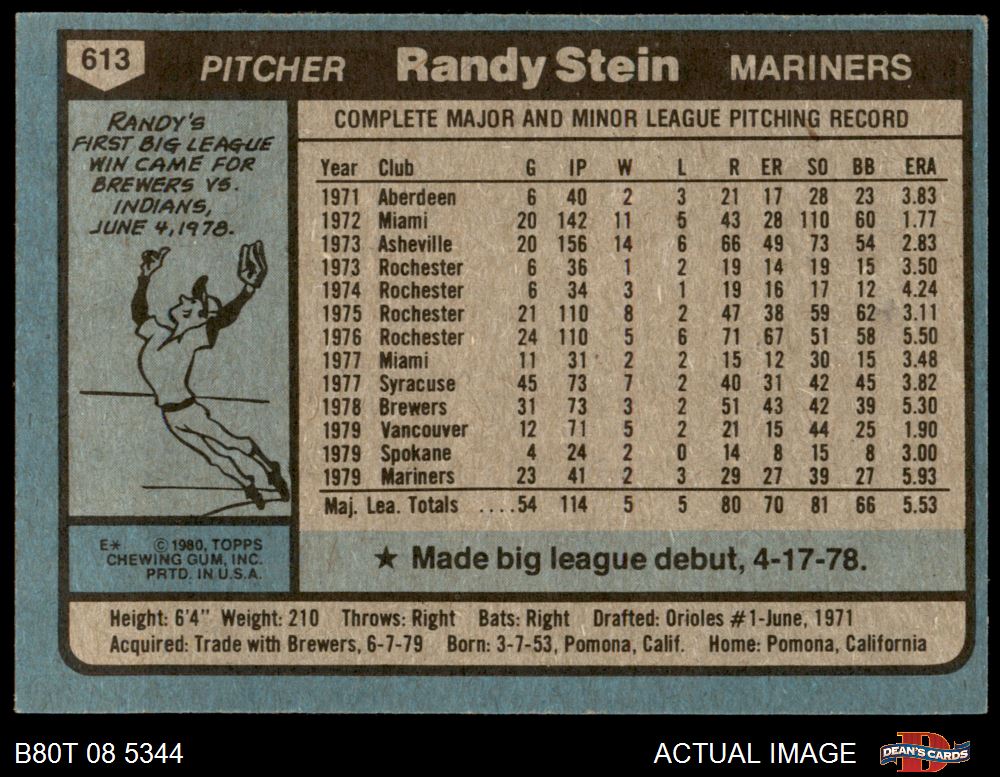 613 PITCHER Randy Stein MARINERS
RANDY'S
FIRST BIG LEAGUE
WIN CAME FOR
BREWERS VS.
INDIANS,
JUNE 4, 1978.
COMPLETE MAJOR AND MINOR LEAGUE PITCHING RECORD
Year Club G IP W L R ER SO BB ERA
1971 Aberdeen 6 40 2 3 21 17 28 23 3.83
1972 Miami 20 142 11 5 43 28 110 60 1.77
1973 Asheville 20 156 14 6 66 49 73 54 2.83
1973 Rochester 6 36 1 2 19 14 19 15 3.50
1974 Rochester 6 34 3 1 19 16 17 12 4.24
1975 Rochester 21 110 8 2 47 38 59 62 3.11
1976 Rochester 24 110 5 6 71 67 51 58 5.50
1977 Miami 11 31 2 2 15 12 30 15 3.48
1977 Syracuse 45 73 7 2 40 31 42 45 3.82
1978 Brewers 31 73 3 2 51 43 42 39 5.30
1979 Vancouver 12 71 5 2 21 15 44 25 1.90
1979 Spokane 4 24 2 0 14 8 15 8 3.00
1979 Mariners 23 41 2 3 29 27 39 27 5.93
Maj. Lea. Totals ....54 114 5 5 80 70 81 66 5.53
E* © 1980, TOPPS
CHEWING GUM, INC.
PRTD. IN U.S.A.
★ Made big league debut, 4-17-78.
Height: 6'4" Weight: 210 Throws: Right Bats: Right Drafted: Orioles #1-June, 1971
Acquired: Trade with Brewers, 6-7-79 Born: 3-7-53, Pomona, Calif. Home: Pomona, California
B80T 08 5344 ACTUAL IMAGE DEAN'S CARDS